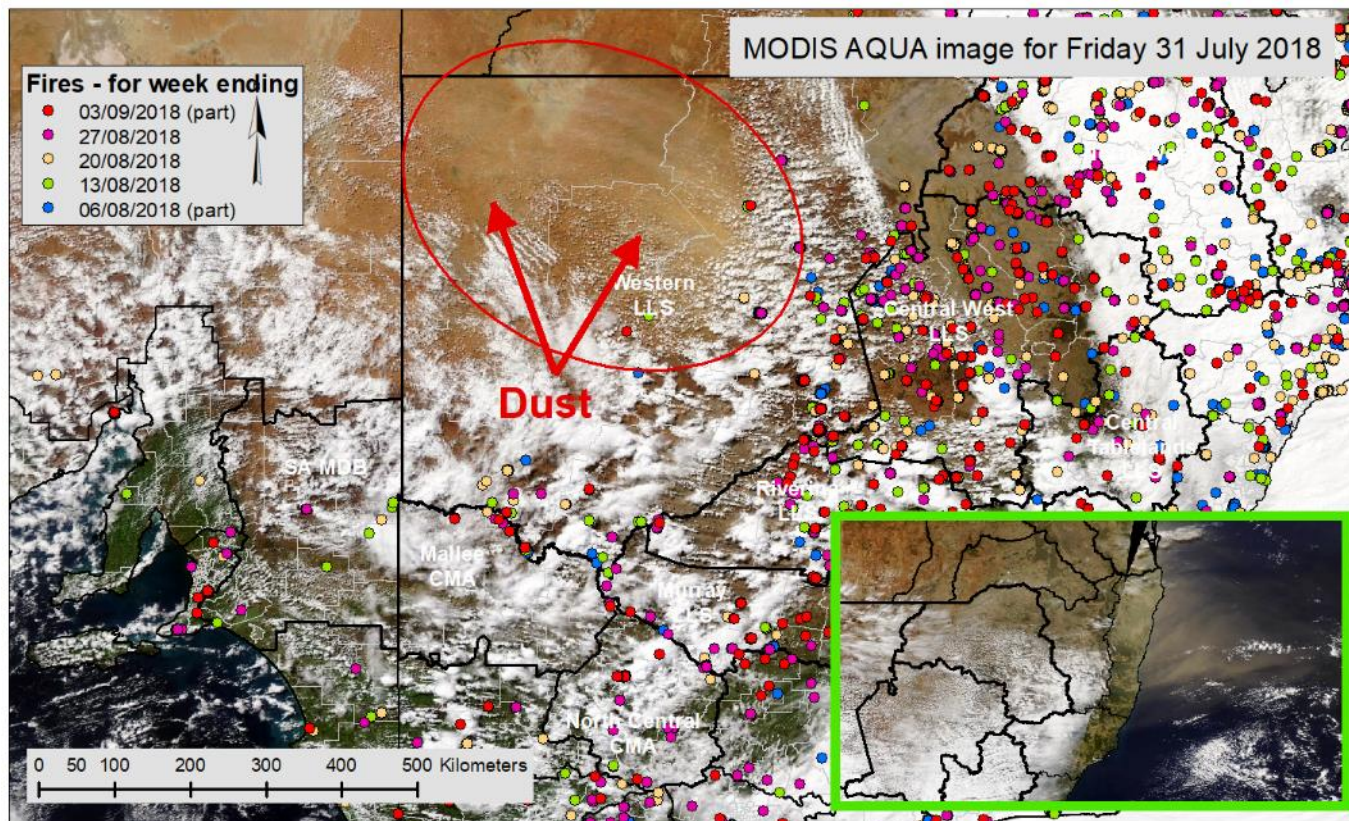 MODIS AQUA image for Friday 31 July 2018
Fires - for week ending
03/09/2018 (part)
27/08/2018
20/08/2018
13/08/2018
06/08/2018 (part)
Western
LLS
Central West
LLS
Dust
Central
Tablelands
SA MDB
Mallee
CMA
Murray
North Central
CMA
0 50 100 200 300 400 500 Kilometers